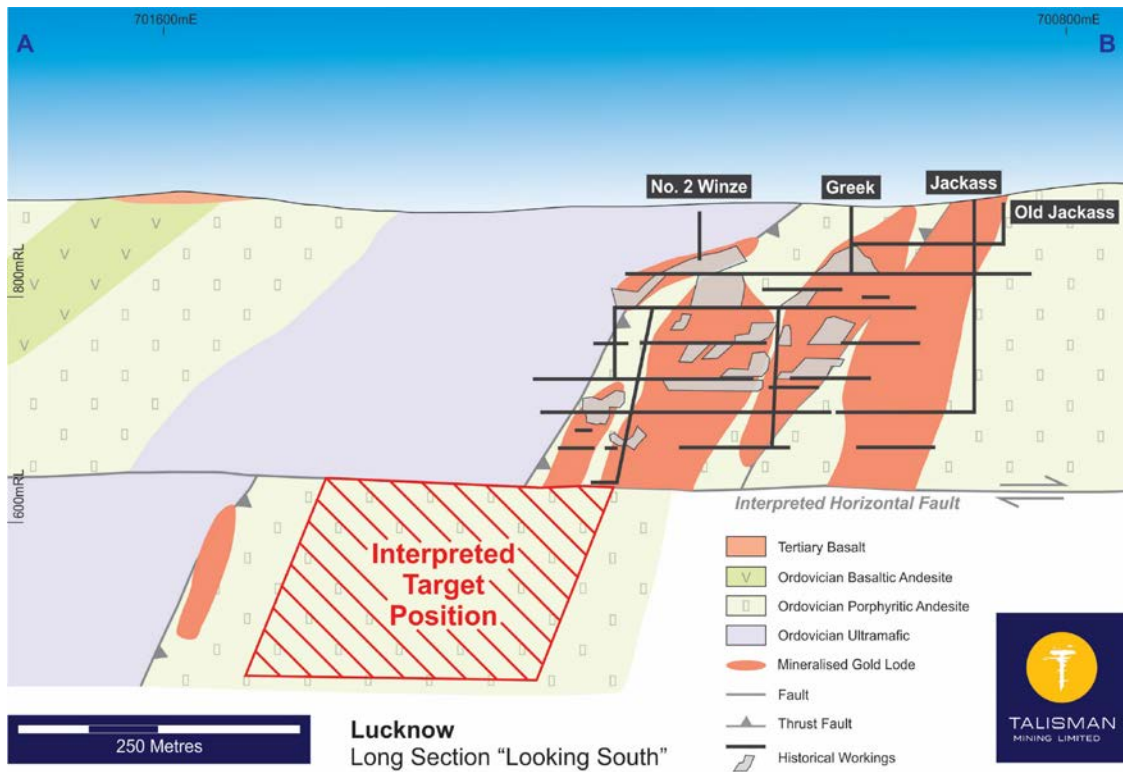 701600mE
700800mE
A
B
No. 2 Winze
Greek
Jackass
Old Jackass
800mRL
600mRL
Interpreted Horizontal Fault
Interpreted
Target
Position
Tertiary Basalt
V Ordovician Basaltic Andesite
Ordovician Porphyritic Andesite
Ordovician Ultramafic
Mineralised Gold Lode
Fault
Thrust Fault
Historical Workings
250 Metres
Lucknow
Long Section “Looking South”
TALISMAN
MINING LIMITED